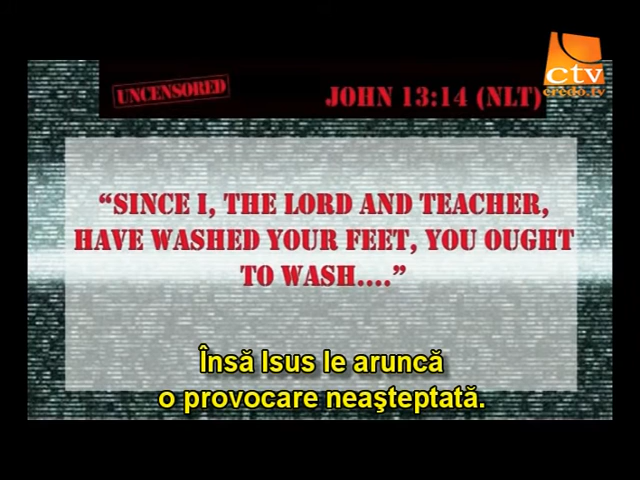 ctv
credo.tv
UNCENSORED
JOHN 13:14 (NLT)
“SINCE I, THE LORD AND TEACHER,
HAVE WASHED YOUR FEET, YOU OUGHT
TO WASH....”
Însă Isus le aruncă
o provocare neaşteptată.